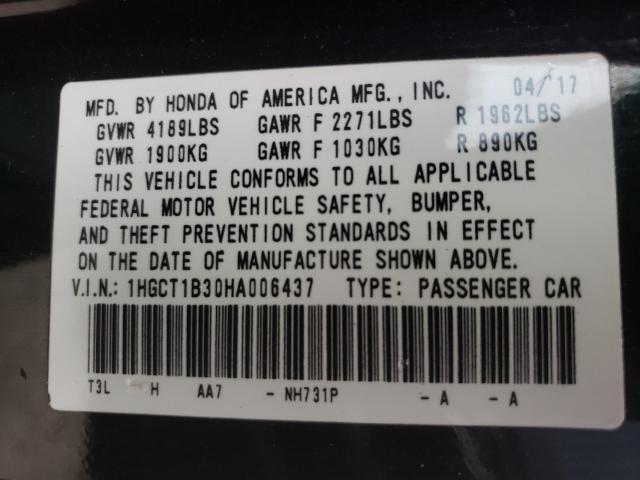 MFD. BY HONDA OF AMERICA MFG., INC. 04/17
GVWR 4189LBS GAWR F 2271LBS R 1962LBS
GVWR 1900KG GAWR F 1030KG R 890KG
THIS VEHICLE CONFORMS TO ALL APPLICABLE
FEDERAL MOTOR VEHICLE SAFETY, BUMPER,
AND THEFT PREVENTION STANDARDS IN EFFECT
ON THE DATE OF MANUFACTURE SHOWN ABOVE.
V.I.N.: 1HGCT1B30HA006437 TYPE: PASSENGER CAR
T3L H AA7 - NH731P - A - A